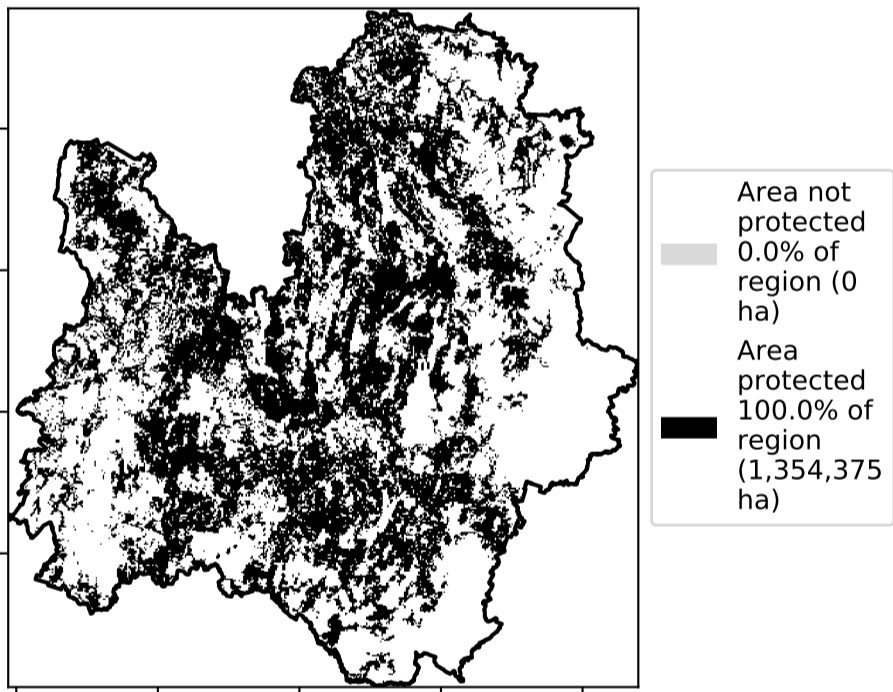 Area not
protected
0.0% of
region (0
ha)
Area
protected
100.0% of
region
(1,354,375
ha)